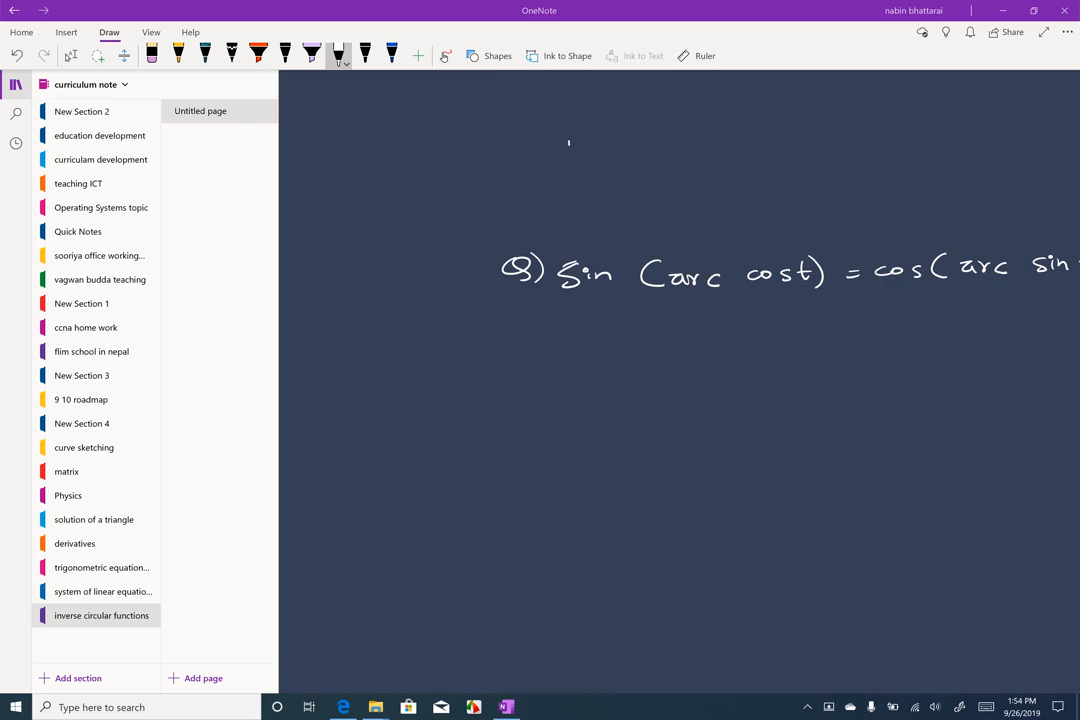 OneNote
nabin bhattarai
Home Insert Draw View Help
Share
Shapes Ink to Shape Ink to Text Ruler
curriculum note
New Section 2
education development
curriculam development
teaching ICT
Operating Systems topic
Quick Notes
sooriya office working...
vagwan budda teaching
New Section 1
ccna home work
flim school in nepal
New Section 3
9 10 roadmap
New Section 4
curve sketching
matrix
Physics
solution of a triangle
derivatives
trigonometric equation...
system of linear equatio...
inverse circular functions
Add section
Untitled page
Add page
Q) sin (arc cost) = cos( arc sin
Type here to search
1:54 PM
9/26/2019